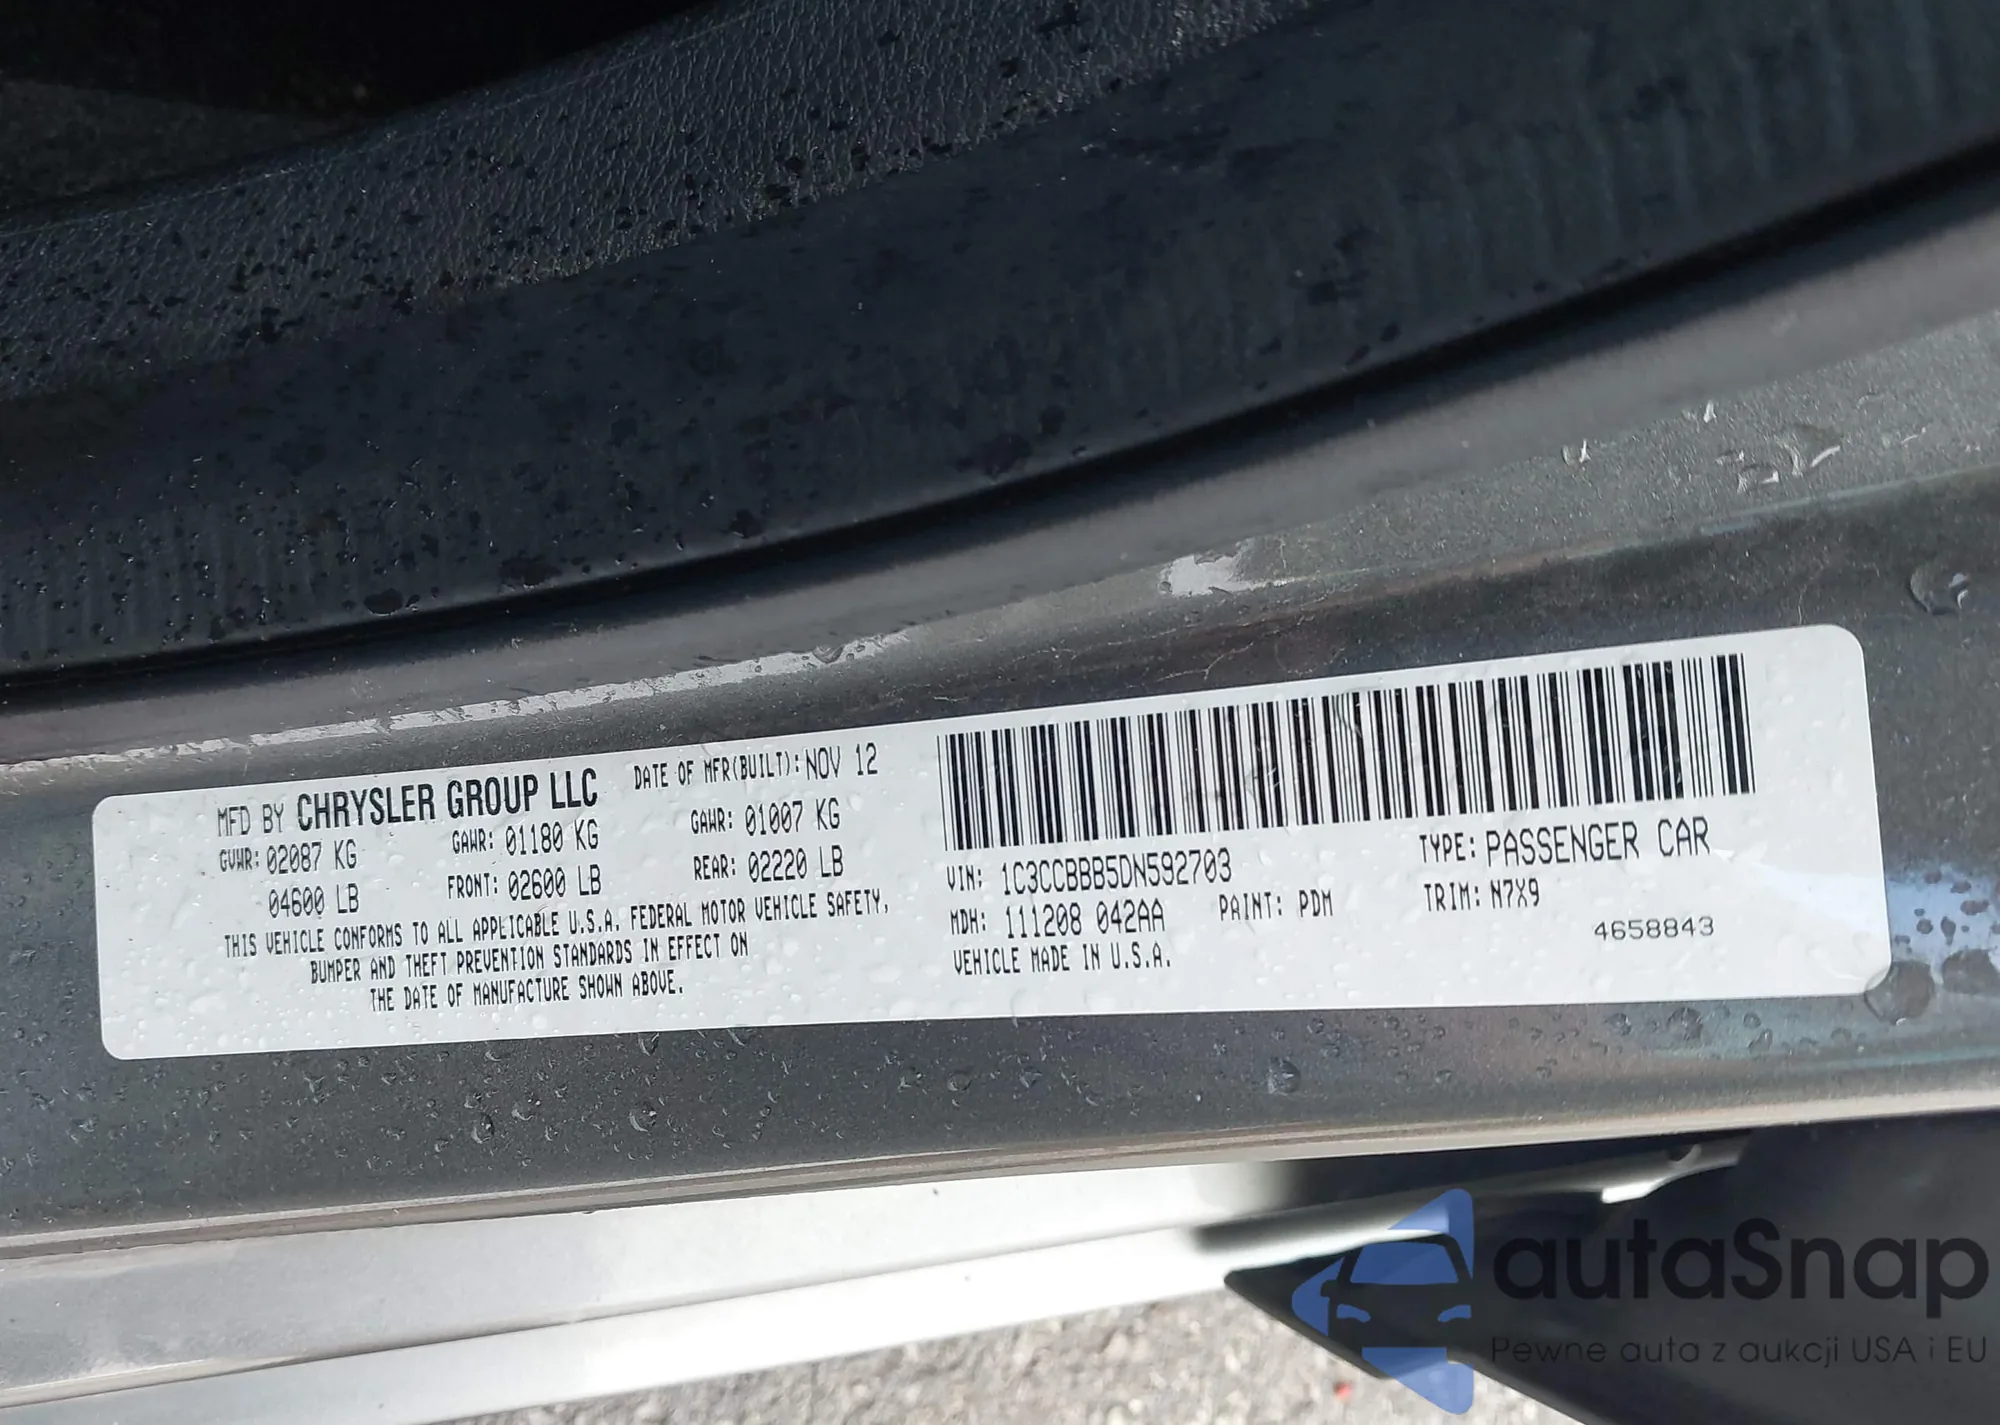 MFD BY CHRYSLER GROUP LLC DATE OF MFR(BUILT): NOV 12
GVWR: 02087 KG GAWR: 01180 KG GAWR: 01007 KG
04600 LB FRONT: 02600 LB REAR: 02220 LB
THIS VEHICLE CONFORMS TO ALL APPLICABLE U.S.A. FEDERAL MOTOR VEHICLE SAFETY,
BUMPER AND THEFT PREVENTION STANDARDS IN EFFECT ON
THE DATE OF MANUFACTURE SHOWN ABOVE.
VIN: 1C3CCBBB5DN592703 TYPE: PASSENGER CAR
MDH: 111208 042AA PAINT: PDM TRIM: N7X9
VEHICLE MADE IN U.S.A. 4658843
autaSnap
Pewne auta z aukcji USA i EU